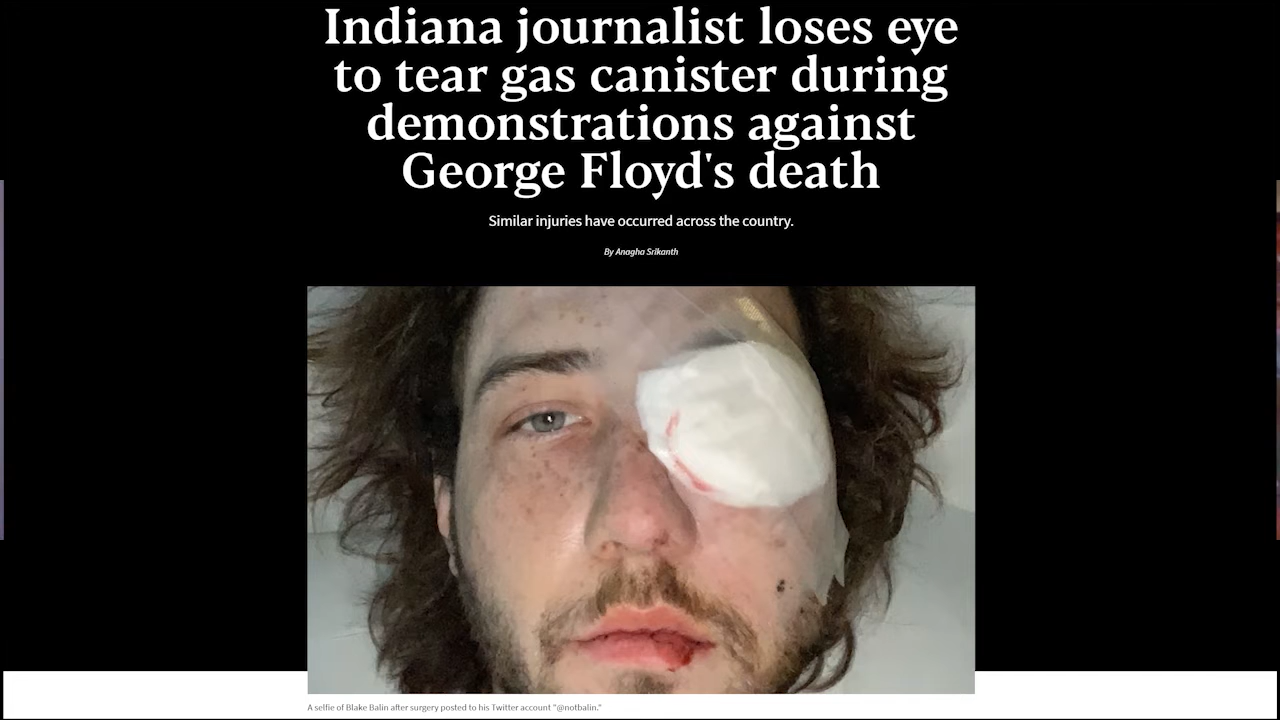 Indiana journalist loses eye
to tear gas canister during
demonstrations against
George Floyd's death
Similar injuries have occurred across the country.
By Anagha Srikanth
A selfie of Blake Balin after surgery posted to his Twitter account "@notbalin."